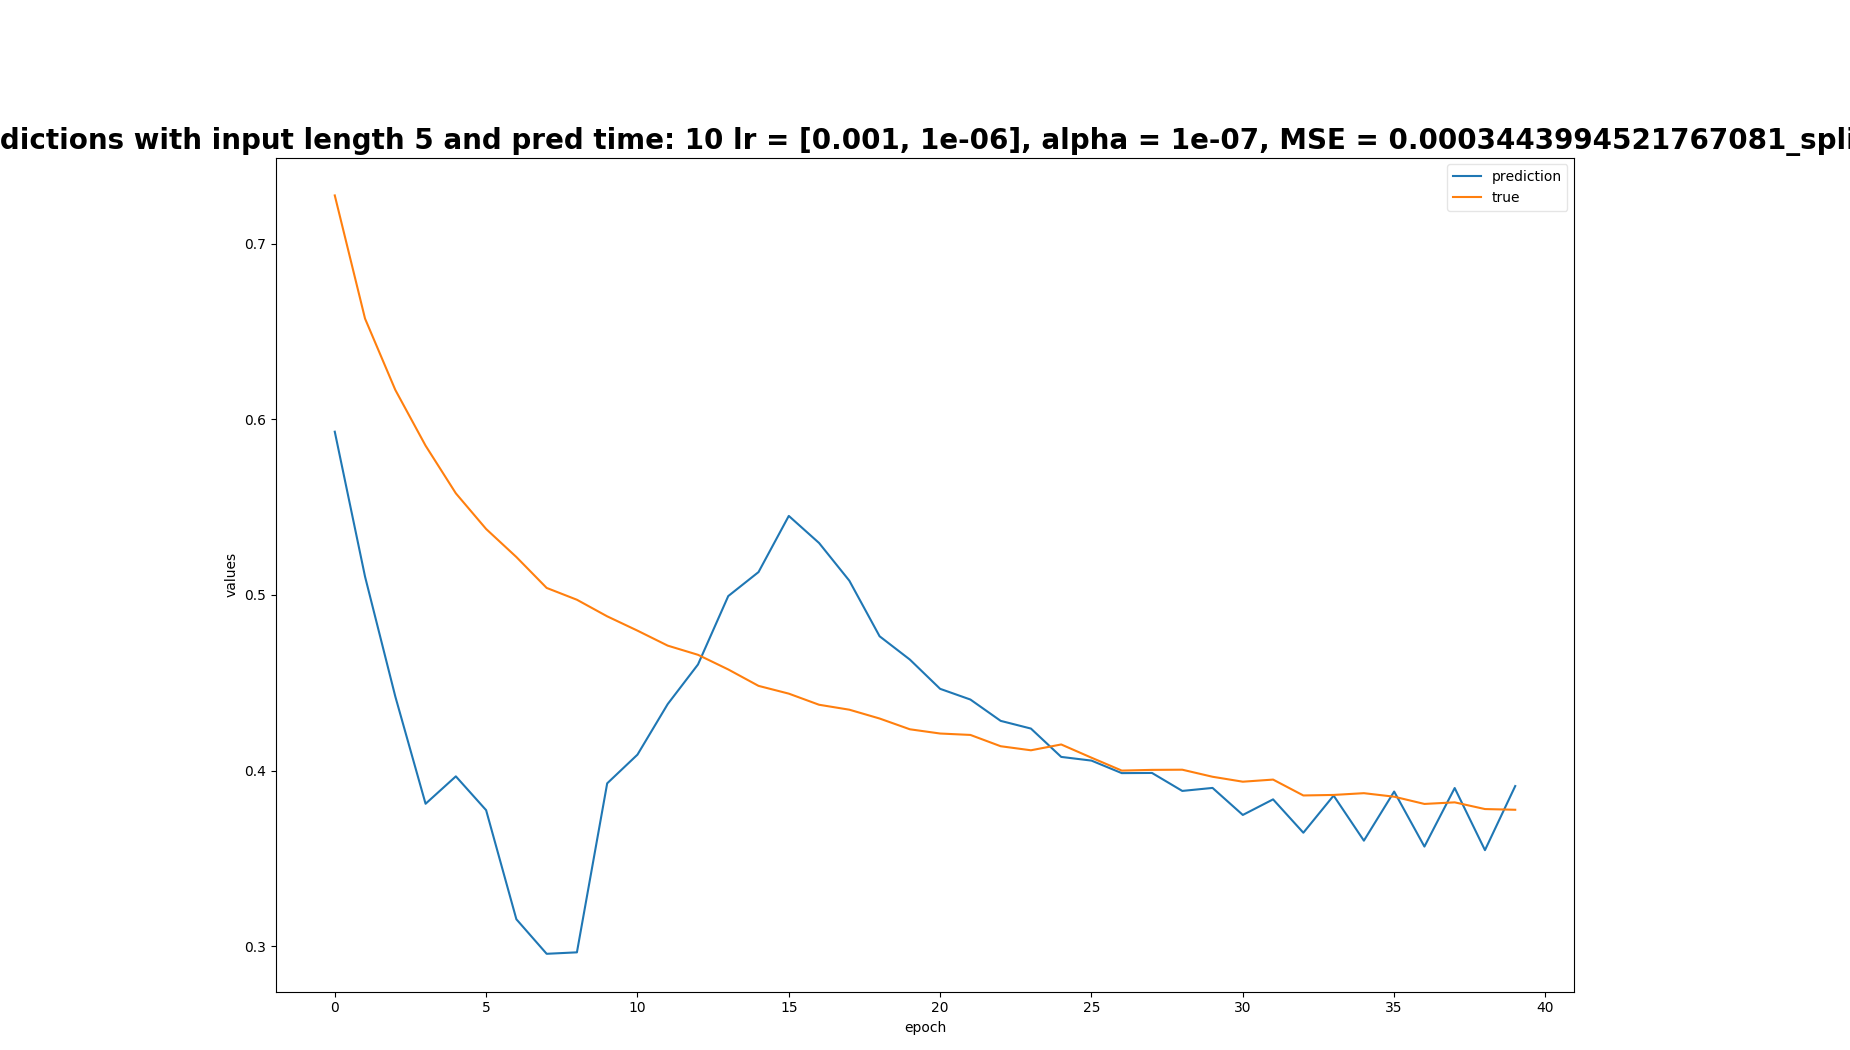 dictions with input length 5 and pred time: 10 lr = [0.001, 1e-06], alpha = 1e-07, MSE = 0.0003443994521767081_spli
prediction
true
0.7
0.6
0.5
0.4
0.3
values
0 5 10 15 20 25 30 35 40
epoch